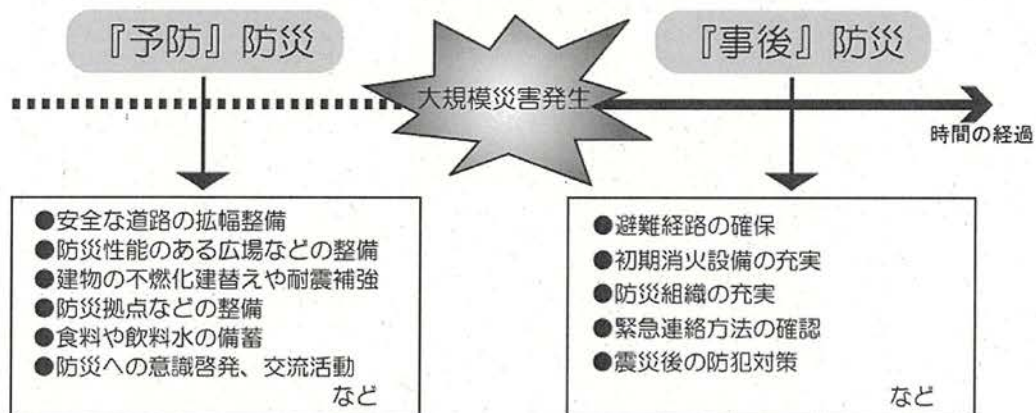 『予防』防災
『事後』防災
大規模災害発生
時間の経過
●安全な道路の拡幅整備
●防災性能のある広場などの整備
●建物の不燃化建替えや耐震補強
●防災拠点などの整備
●食料や飲料水の備蓄
●防災への意識啓発、交流活動
など
●避難経路の確保
●初期消火設備の充実
●防災組織の充実
●緊急連絡方法の確認
●震災後の防犯対策
など